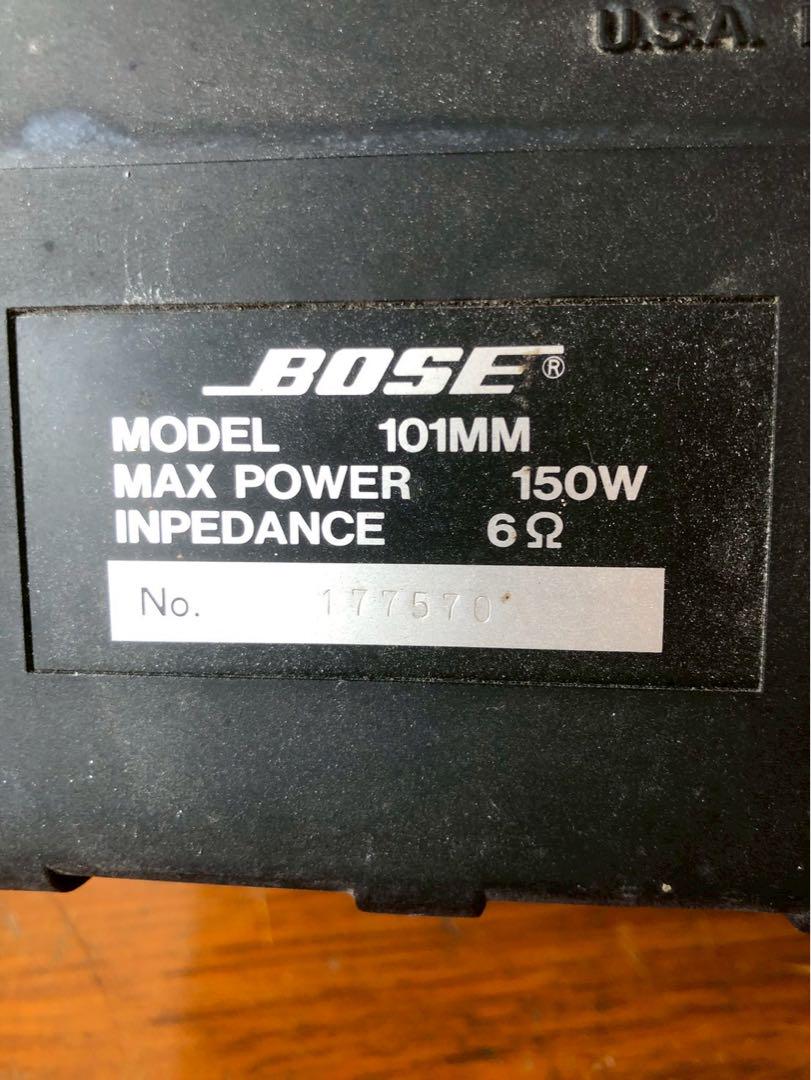 U.S.A.
BOSE®
MODEL 101MM
MAX POWER 150W
INPEDANCE 6Ω
No. 177570